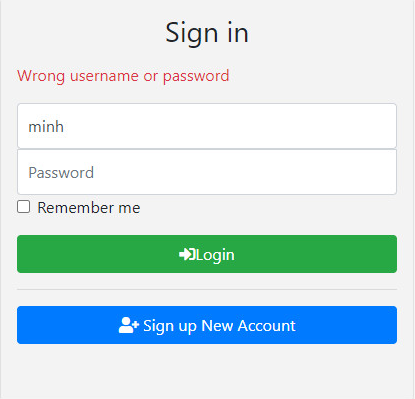 Sign in
Wrong username or password
minh
Password
Remember me
Login
Sign up New Account